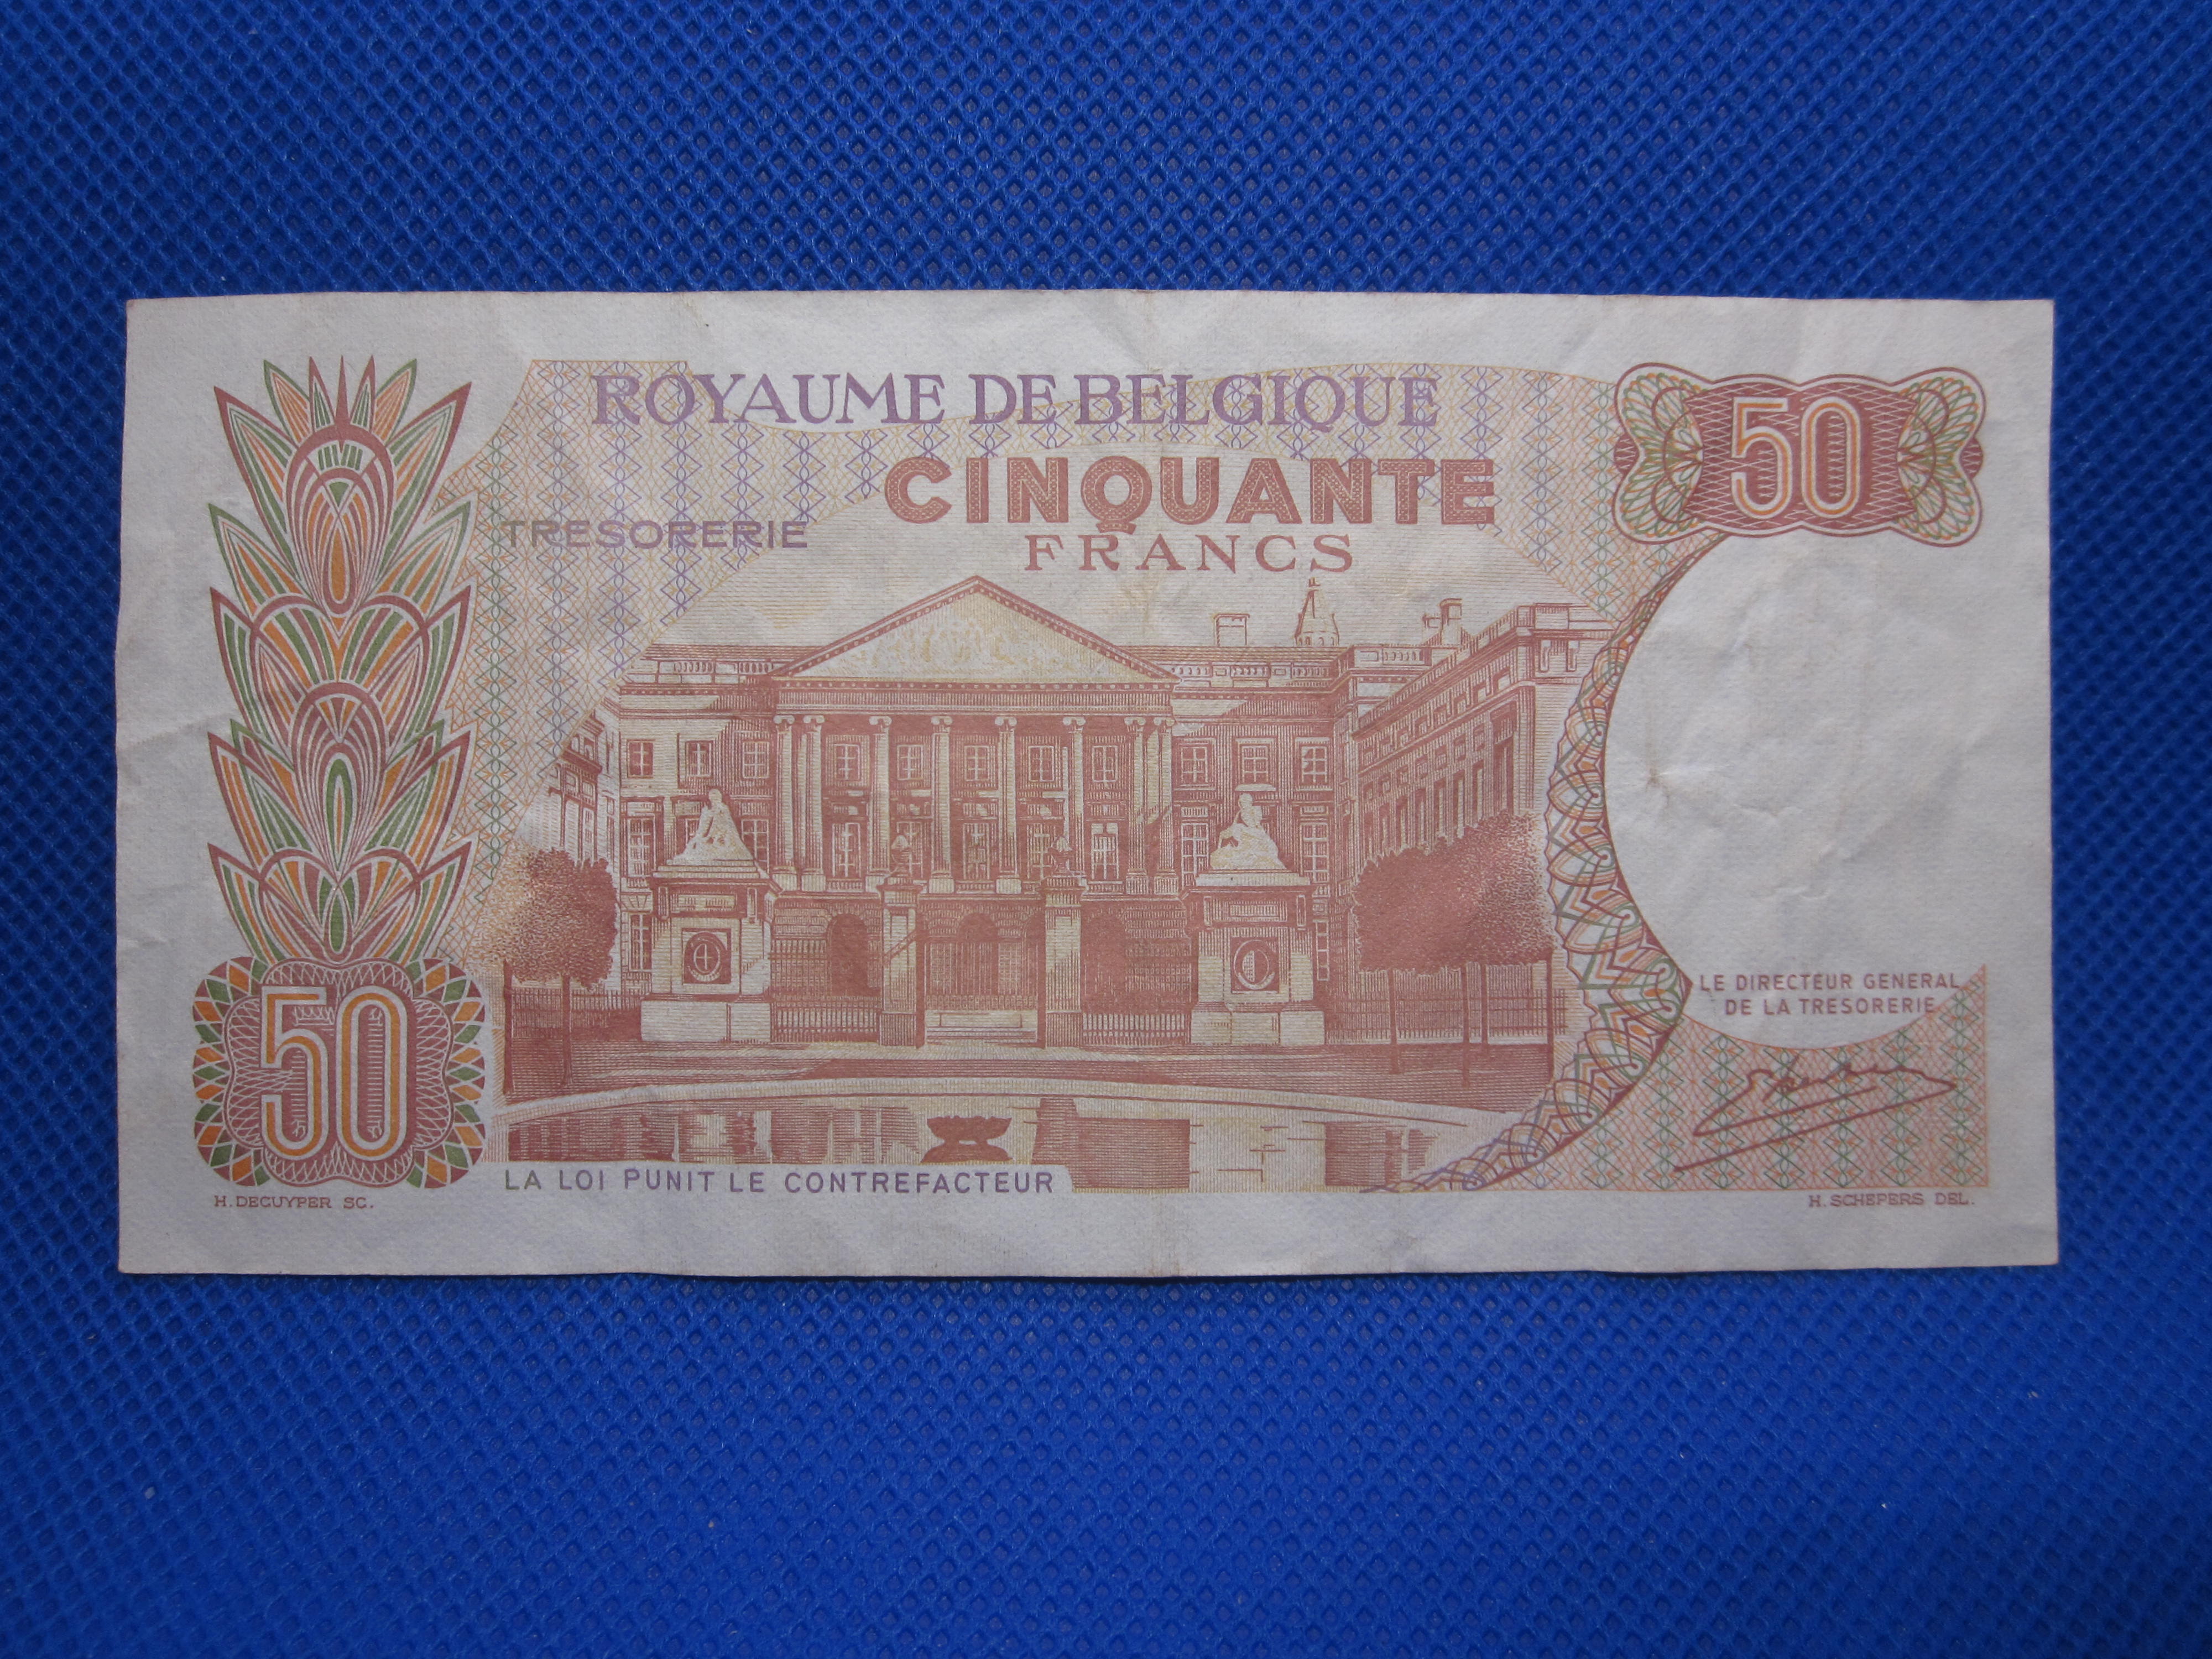 ROYAUME DE BELGIQUE
50
CINQUANTE
TRESORERIE
FRANCS
LE DIRECTEUR GENERAL
DE LA TRESORERIE
50
LA LOI PUNIT LE CONTREFACTEUR
H. DECUYPER SC.
H. SCHEPERS DEL.